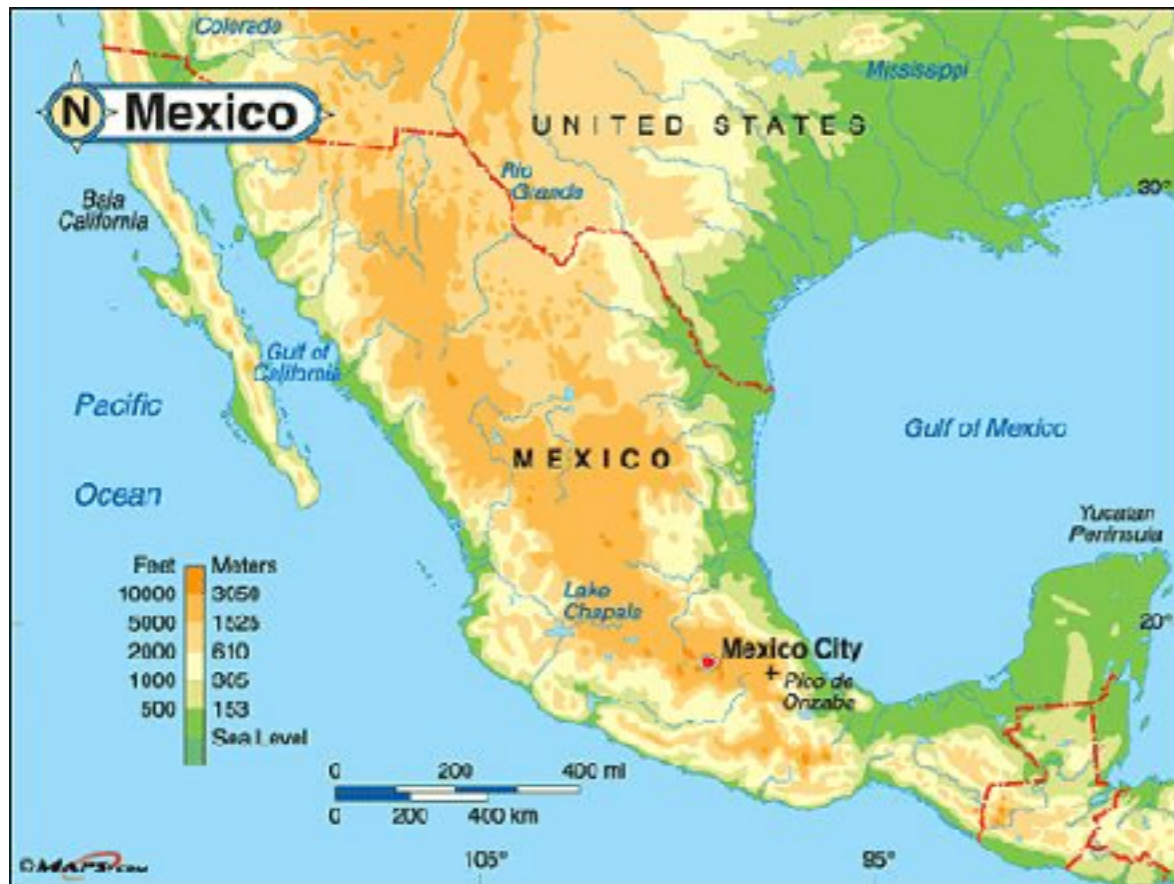 Colorado
Mississippi
N Mexico
UNITED STATES
Rio
Grande
30°
Baja
California
Gulf of
California
Pacific
Ocean
Gulf of Mexico
MEXICO
Yucatan
Peninsula
Feet Meters
10000 3050
5000 1525
2000 610
1000 305
500 153
Sea Level
Lake
Chapala
20°
Mexico City
Pico de
Orizaba
0 200 400 mi
0 200 400 km
105° 95°
©MAPS.COM